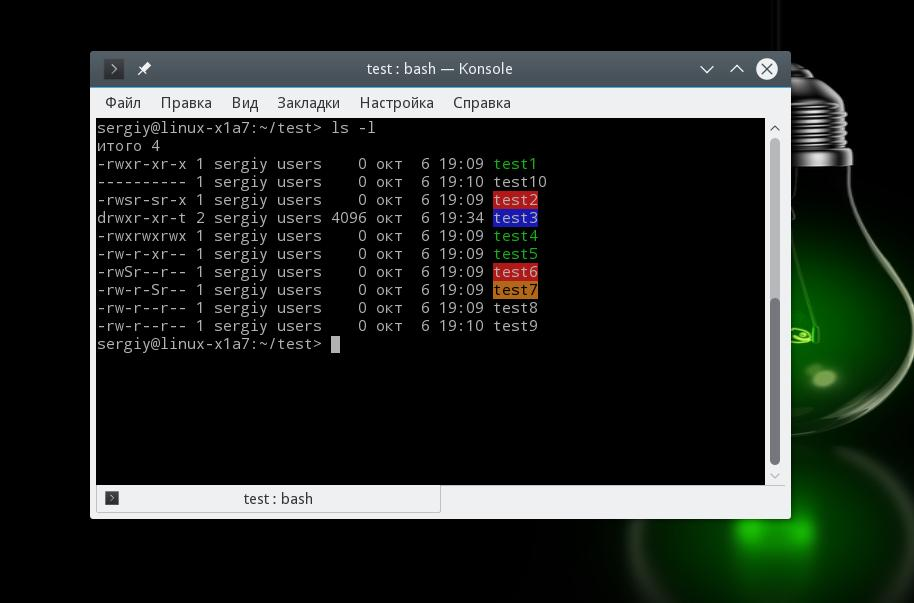 test : bash — Konsole
Файл Правка Вид Закладки Настройка Справка
sergiy@linux-x1a7:~/test> ls -l
итого 4
-rwxr-xr-x 1 sergiy users    0 окт  6 19:09 test1
---------- 1 sergiy users    0 окт  6 19:10 test10
-rwsr-sr-x 1 sergiy users    0 окт  6 19:09 test2
drwxr-xr-t 2 sergiy users 4096 окт  6 19:34 test3
-rwxrwxrwx 1 sergiy users    0 окт  6 19:09 test4
-rw-r-xr-- 1 sergiy users    0 окт  6 19:09 test5
-rwSr--r-- 1 sergiy users    0 окт  6 19:09 test6
-rw-r-Sr-- 1 sergiy users    0 окт  6 19:09 test7
-rw-r--r-- 1 sergiy users    0 окт  6 19:09 test8
-rw-r--r-- 1 sergiy users    0 окт  6 19:10 test9
sergiy@linux-x1a7:~/test>
test : bash